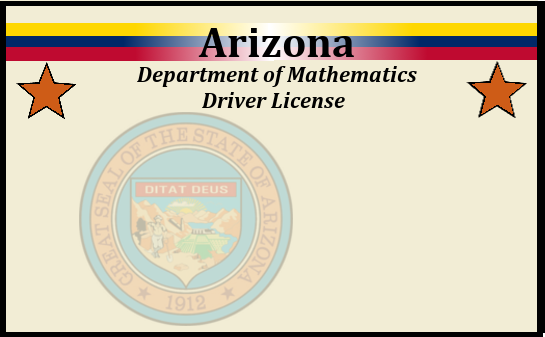 Arizona
Department of Mathematics
Driver License
GREAT SEAL OF THE STATE OF ARIZONA
DITAT DEUS
1912